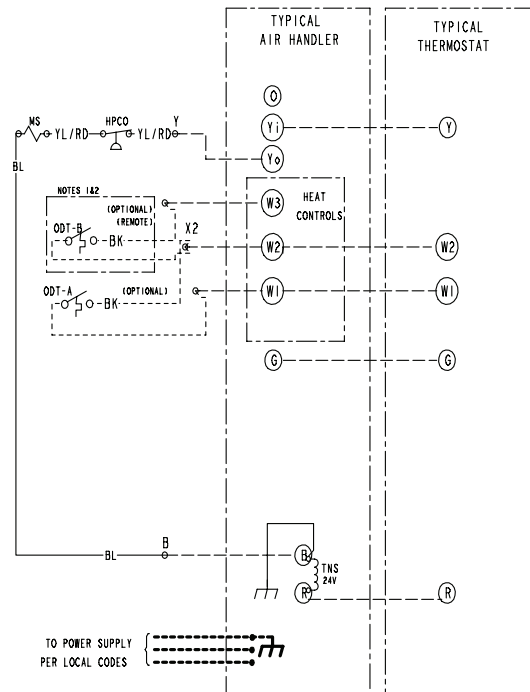 TYPICAL
AIR HANDLER
TYPICAL
THERMOSTAT
O
MS
HPCO
Y
Yi
Y
YL/RD
YL/RD
Yo
BL
NOTES 1&2
(OPTIONAL)
(REMOTE)
W3
HEAT
CONTROLS
ODT-B
BK
X2
W2
W2
ODT-A
BK
(OPTIONAL)
W1
W1
G
G
B
BL
B
TNS
24V
R
R
TO POWER SUPPLY
PER LOCAL CODES